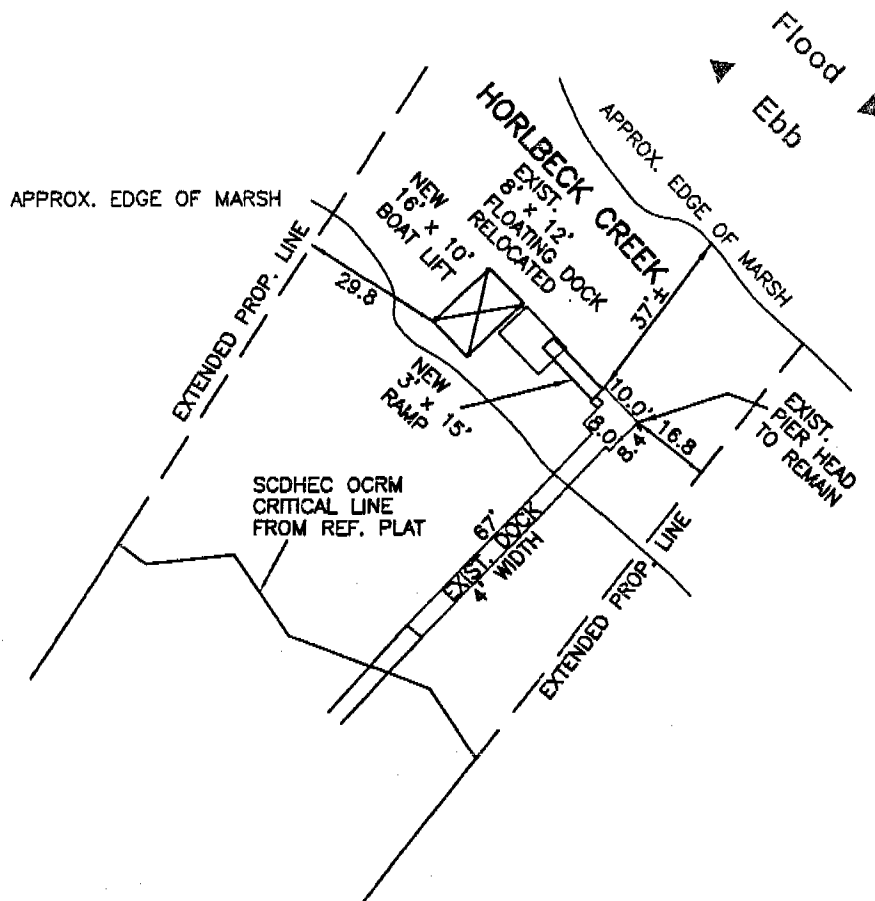 Flood
Ebb
HORLBECK CREEK
APPROX. EDGE OF MARSH
APPROX. EDGE OF MARSH
NEW
16' X 10'
BOAT LIFT
EXIST.
8' X 12'
FLOATING DOCK
RELOCATED
EXTENDED PROP. LINE
29.8
37'±
NEW
3' X 15'
RAMP
10.0'
8.0'
8.4'
16.8
EXIST.
PIER HEAD
TO REMAIN
SCDHEC OCRM
CRITICAL LINE
FROM REF. PLAT
67'
EXIST. DOCK
4' WIDTH
EXTENDED PROP. LINE